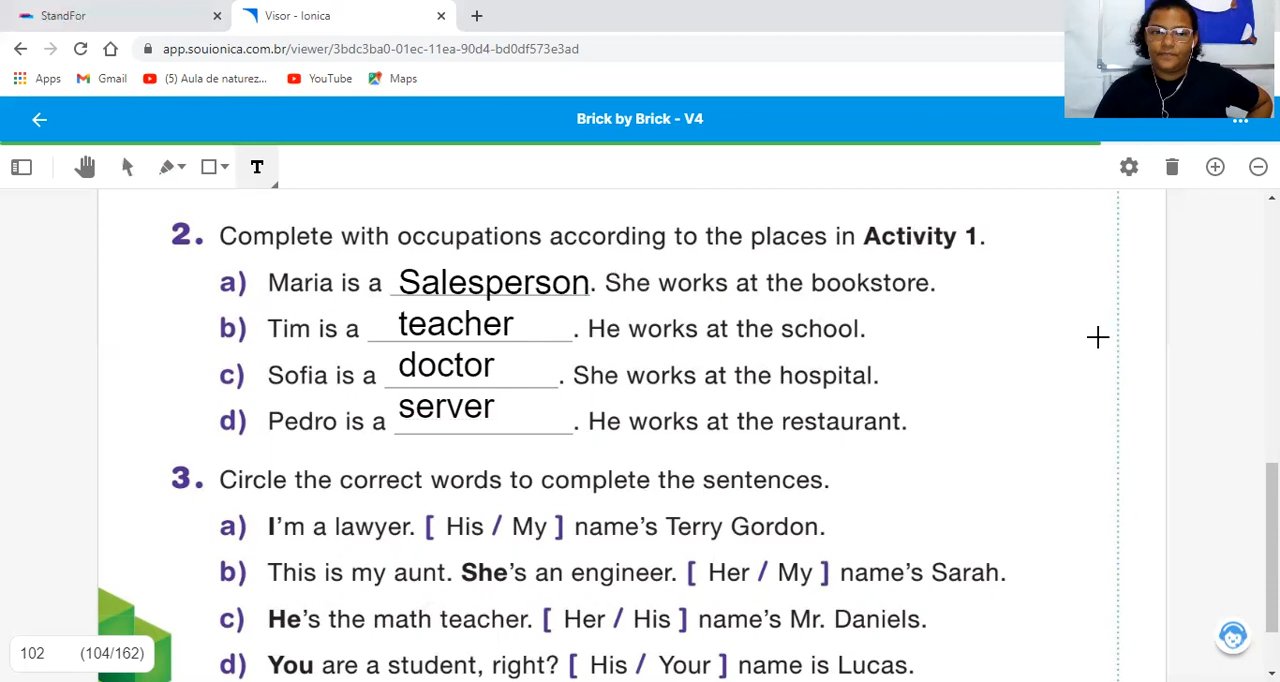 StandFor
Visor - Ionica
app.souionica.com.br/viewer/3bdc3ba0-01ec-11ea-90d4-bd0df573e3ad
Apps Gmail (5) Aula de naturez... YouTube Maps
Brick by Brick - V4
T
2. Complete with occupations according to the places in Activity 1.
a) Maria is a Salesperson. She works at the bookstore.
b) Tim is a teacher. He works at the school.
c) Sofia is a doctor. She works at the hospital.
d) Pedro is a server. He works at the restaurant.
3. Circle the correct words to complete the sentences.
a) I'm a lawyer. [ His / My ] name's Terry Gordon.
b) This is my aunt. She's an engineer. [ Her / My ] name's Sarah.
c) He's the math teacher. [ Her / His ] name's Mr. Daniels.
d) You are a student, right? [ His / Your ] name is Lucas.
102 (104/162)